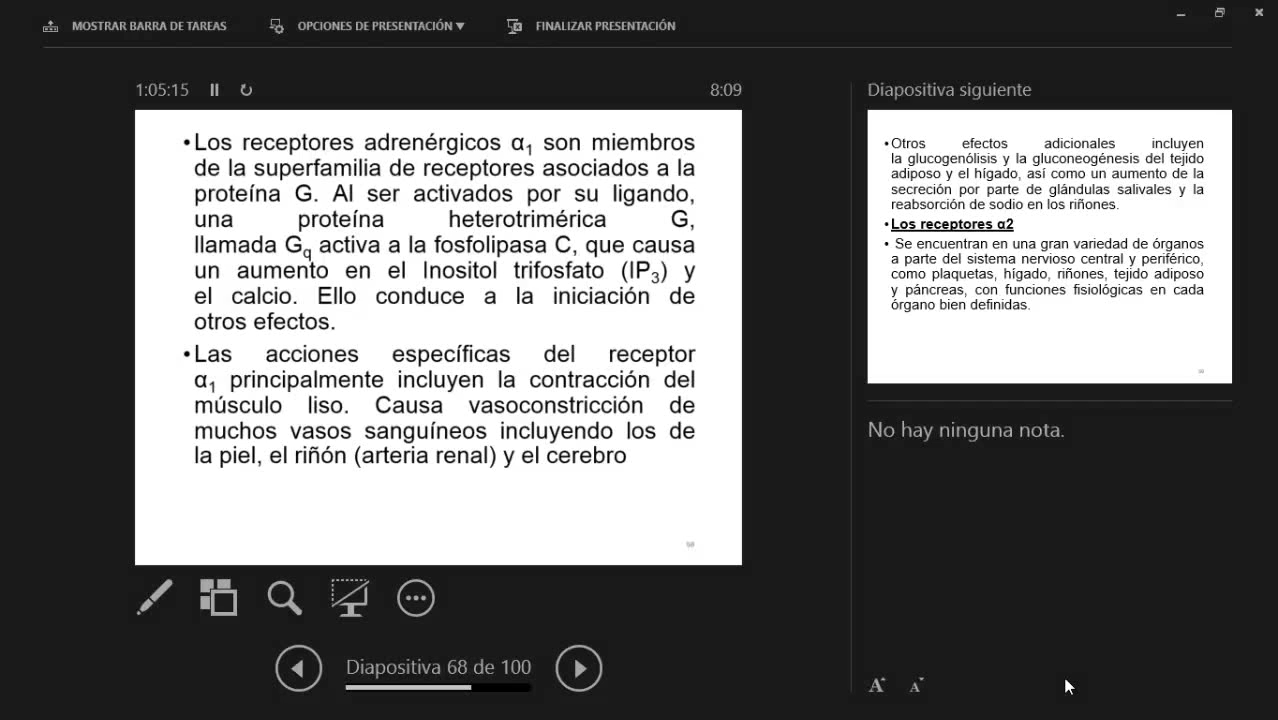 MOSTRAR BARRA DE TAREAS OPCIONES DE PRESENTACIÓN FINALIZAR PRESENTACIÓN
1:05:15 8:09
•Los receptores adrenérgicos α1 son miembros
de la superfamilia de receptores asociados a la
proteína G. Al ser activados por su ligando,
una proteína heterotrimérica G,
llamada Gq activa a la fosfolipasa C, que causa
un aumento en el Inositol trifosfato (IP3) y
el calcio. Ello conduce a la iniciación de
otros efectos.
•Las acciones específicas del receptor
α1 principalmente incluyen la contracción del
músculo liso. Causa vasoconstricción de
muchos vasos sanguíneos incluyendo los de
la piel, el riñón (arteria renal) y el cerebro
Diapositiva 68 de 100
Diapositiva siguiente
•Otros efectos adicionales incluyen
la glucogenólisis y la gluconeogénesis del tejido
adiposo y el hígado, así como un aumento de la
secreción por parte de glándulas salivales y la
reabsorción de sodio en los riñones.
•Los receptores α2
• Se encuentran en una gran variedad de órganos
a parte del sistema nervioso central y periférico,
como plaquetas, hígado, riñones, tejido adiposo
y páncreas, con funciones fisiológicas en cada
órgano bien definidas.
No hay ninguna nota.
A A